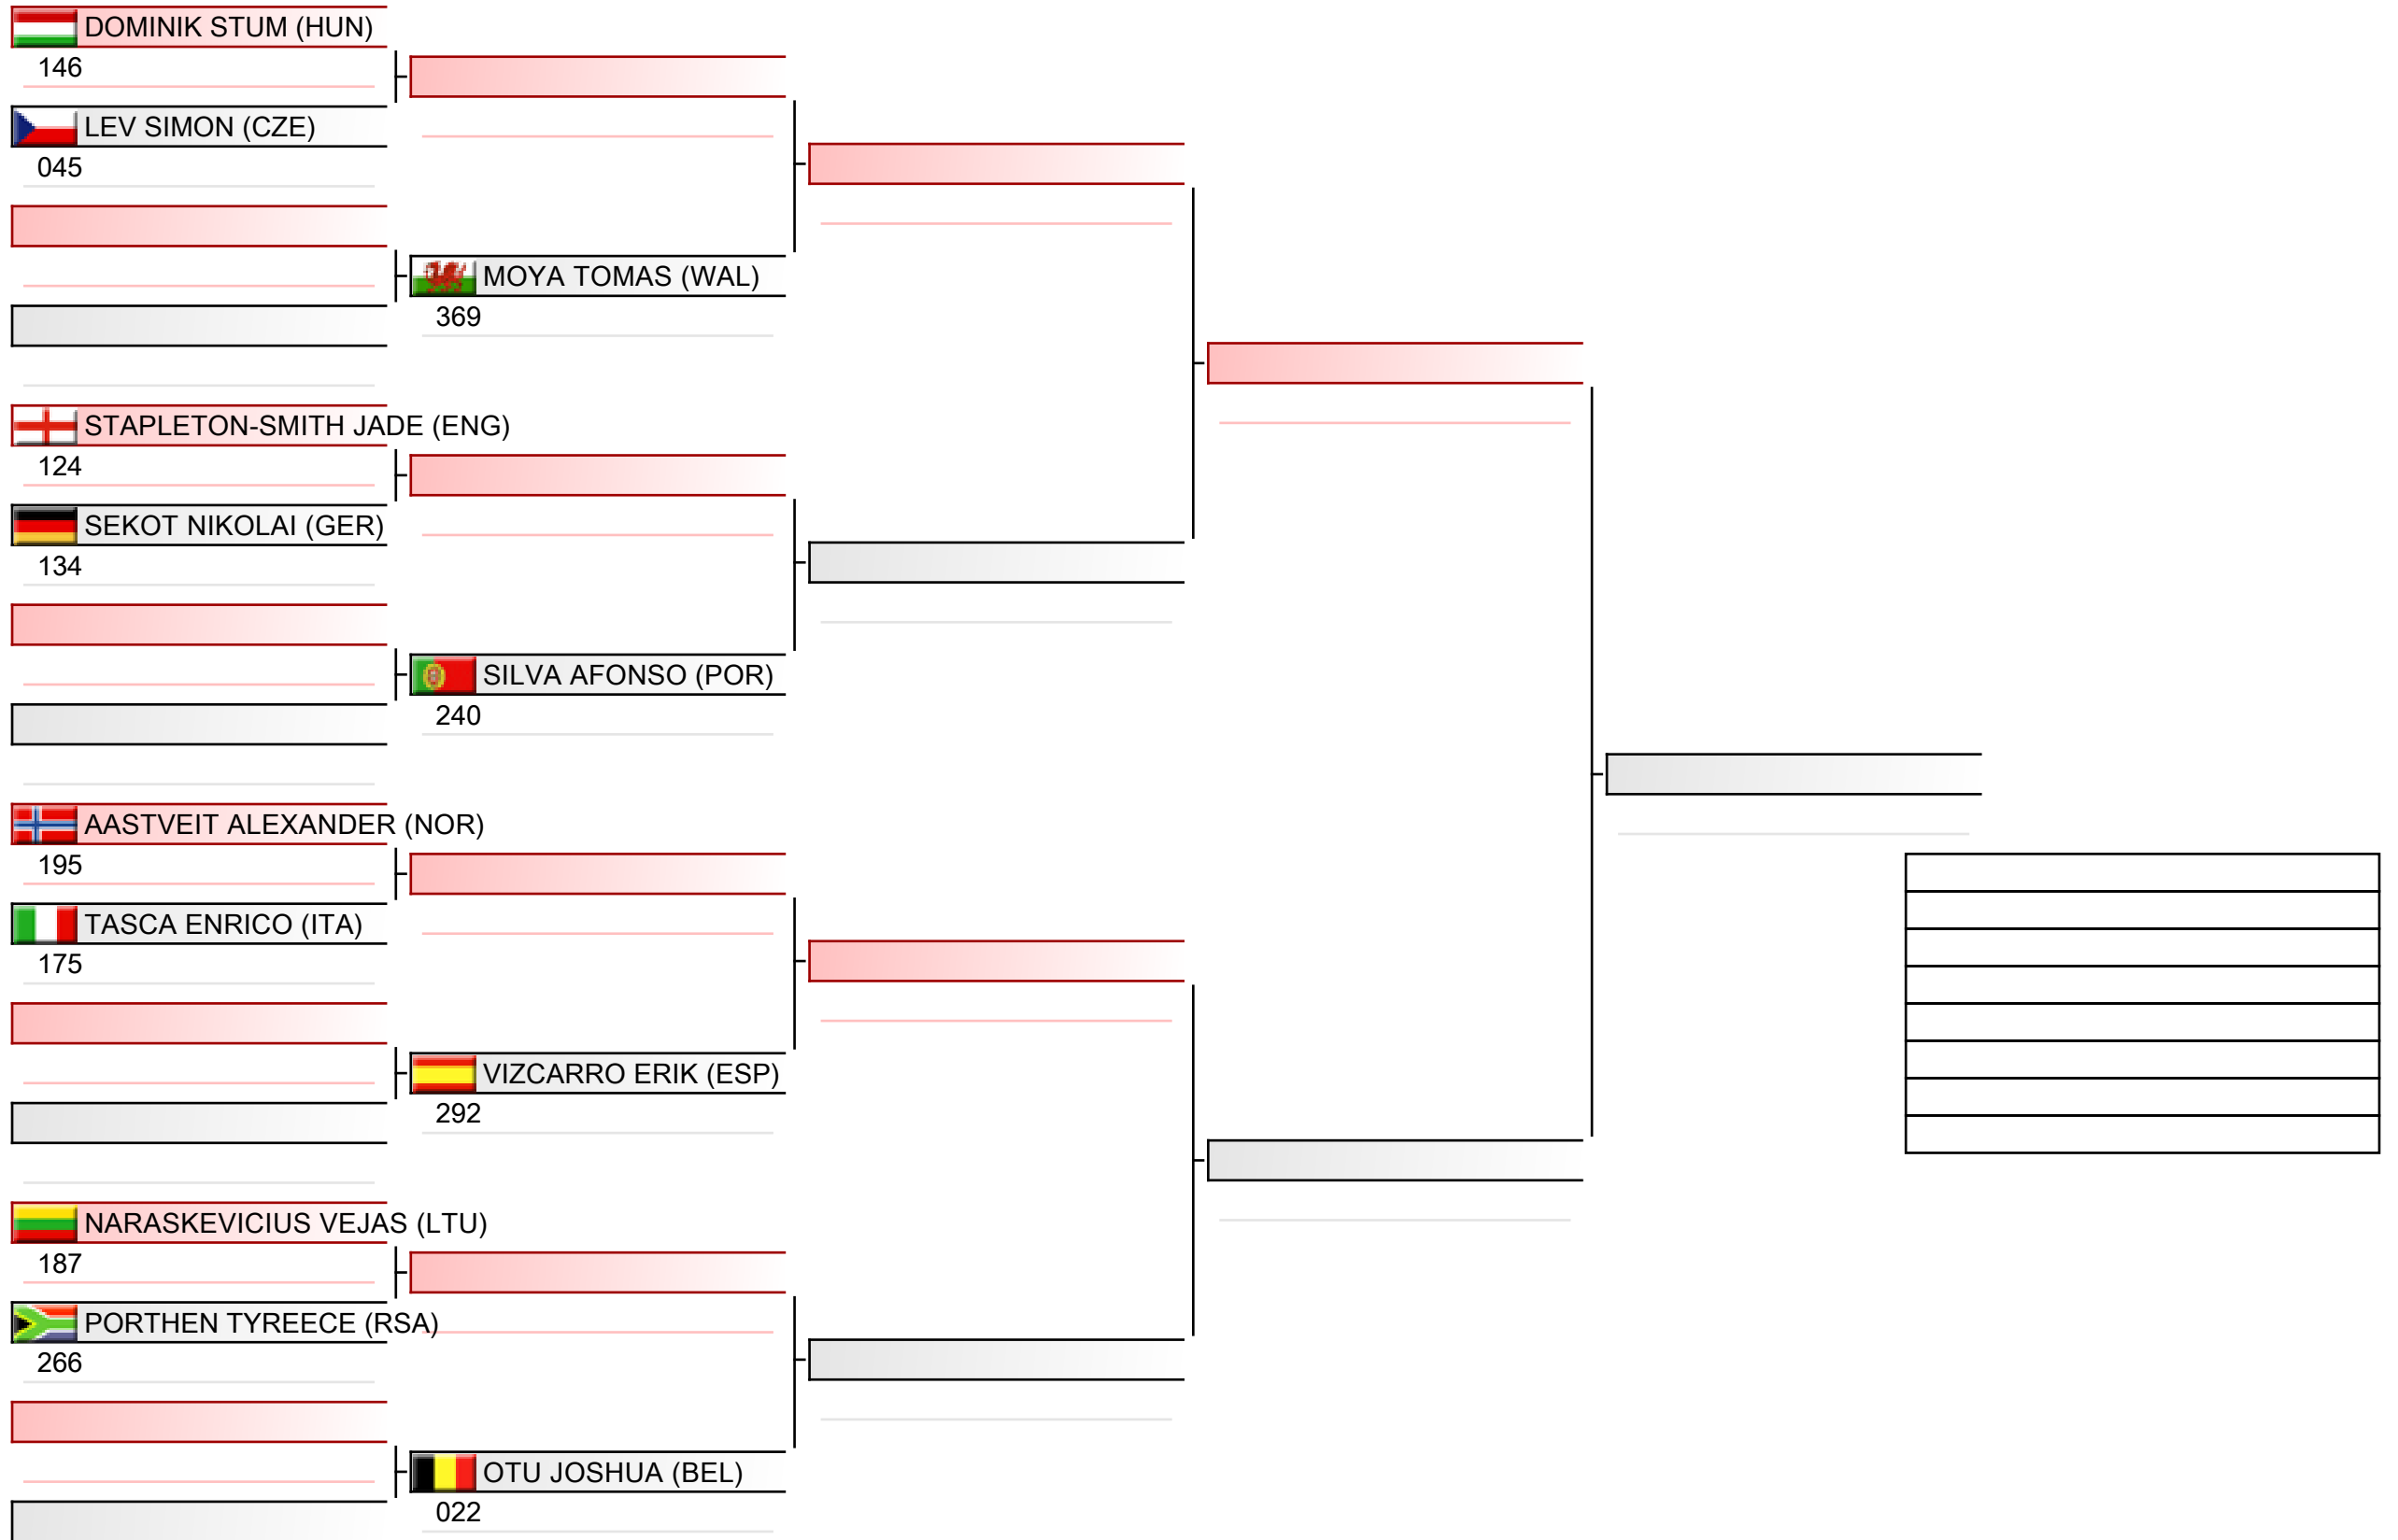 DOMINIK STUM (HUN)
146
LEV SIMON (CZE)
045
MOYA TOMAS (WAL)
369
STAPLETON-SMITH JADE (ENG)
124
SEKOT NIKOLAI (GER)
134
SILVA AFONSO (POR)
240
AASTVEIT ALEXANDER (NOR)
195
TASCA ENRICO (ITA)
175
VIZCARRO ERIK (ESP)
292
NARASKEVICIUS VEJAS (LTU)
187
PORTHEN TYREECE (RSA)
266
OTU JOSHUA (BEL)
022